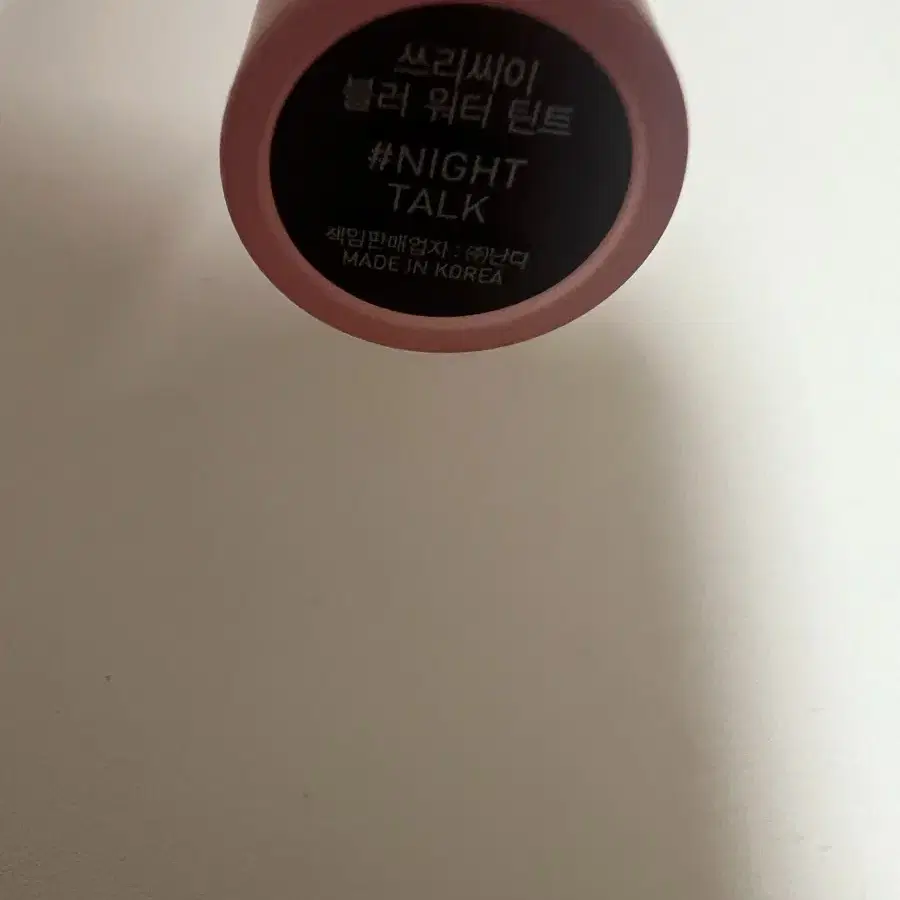 쓰리씨이
블러 워터 틴트
#NIGHT
TALK
책임판매업자 : ㈜난다
MADE IN KOREA